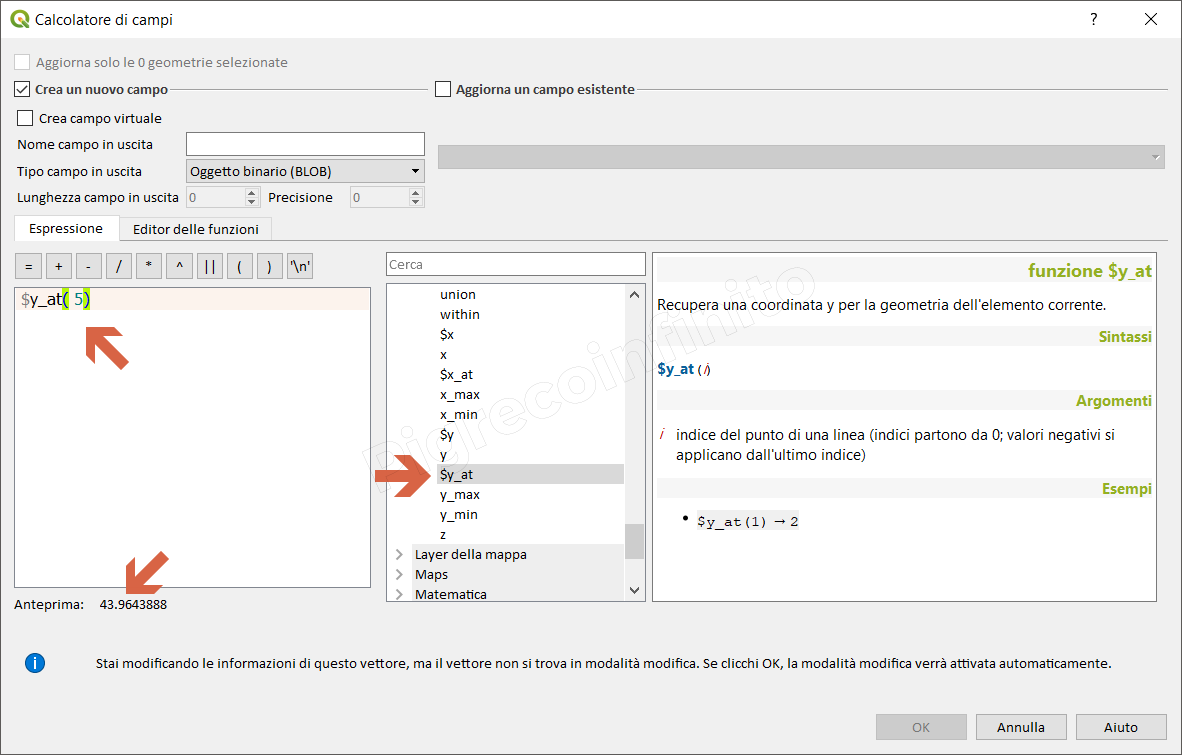 Calcolatore di campi
?
Aggiorna solo le 0 geometrie selezionate
Crea un nuovo campo
Aggiorna un campo esistente
Crea campo virtuale
Nome campo in uscita
Tipo campo in uscita
Oggetto binario (BLOB)
Lunghezza campo in uscita
0
Precisione
0
Espressione
Editor delle funzioni
= + - / * ^ || ( ) '\n'
$y_at( 5)
Anteprima: 43.9643888
Cerca
union
within
$x
x
$x_at
x_max
x_min
$y
y
$y_at
y_max
y_min
z
Layer della mappa
Maps
Matematica
funzione $y_at
Recupera una coordinata y per la geometria dell'elemento corrente.
Sintassi
$y_at (i)
Argomenti
i indice del punto di una linea (indici partono da 0; valori negativi si
applicano dall'ultimo indice)
Esempi
• $y_at(1) → 2
Pigrecoinfinito
Stai modificando le informazioni di questo vettore, ma il vettore non si trova in modalità modifica. Se clicchi OK, la modalità modifica verrà attivata automaticamente.
OK
Annulla
Aiuto